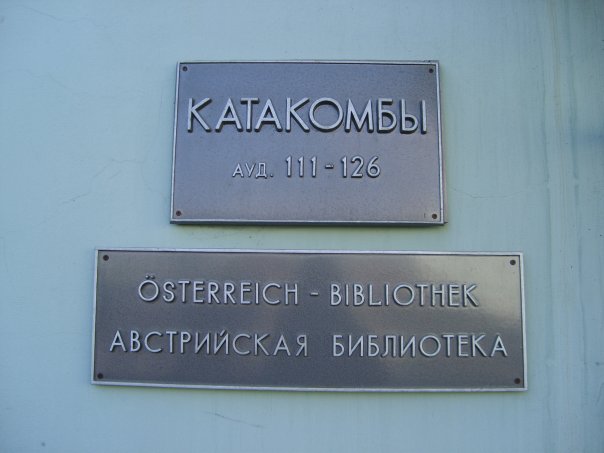 КАТАКОМБЫ
АУД. 111-126
ÖSTERREICH - BIBLIOTHEK
АВСТРИЙСКАЯ БИБЛИОТЕКА